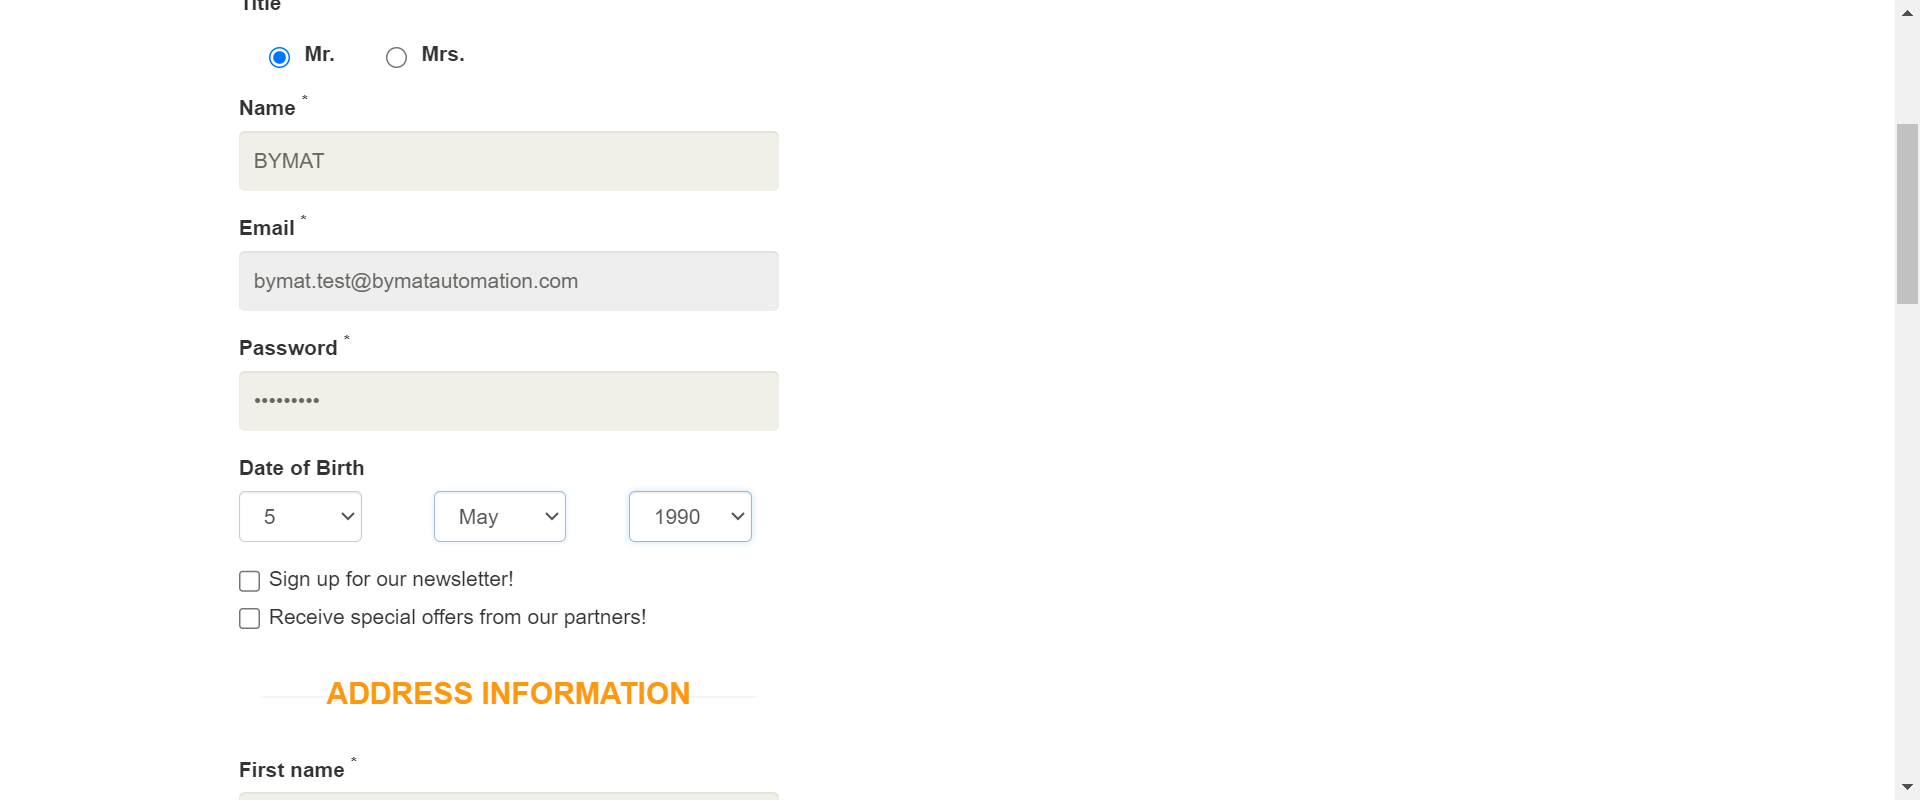 Title
Mr. Mrs.
Name *
BYMAT
Email *
bymat.test@bymatautomation.com
Password *
•••••••••
Date of Birth
5 May 1990
Sign up for our newsletter!
Receive special offers from our partners!
ADDRESS INFORMATION
First name *